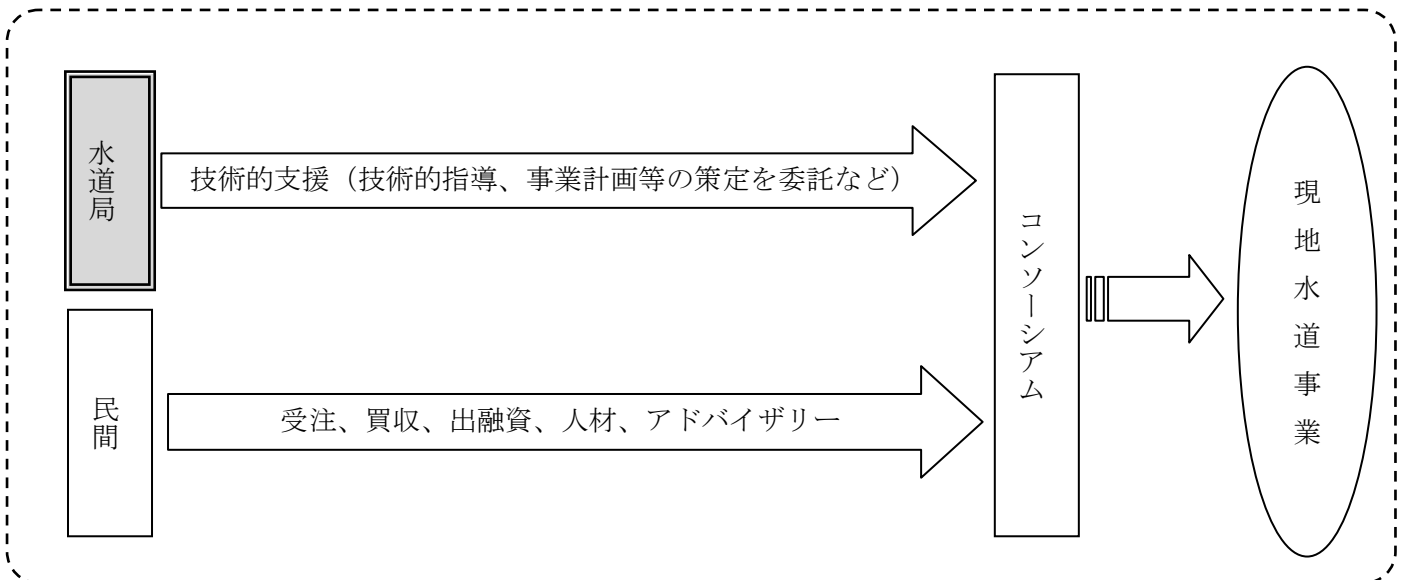 水道局
技術的支援（技術的指導、事業計画等の策定を委託など）
民間
受注、買収、出融資、人材、アドバイザリー
コンソーシアム
現地水道事業